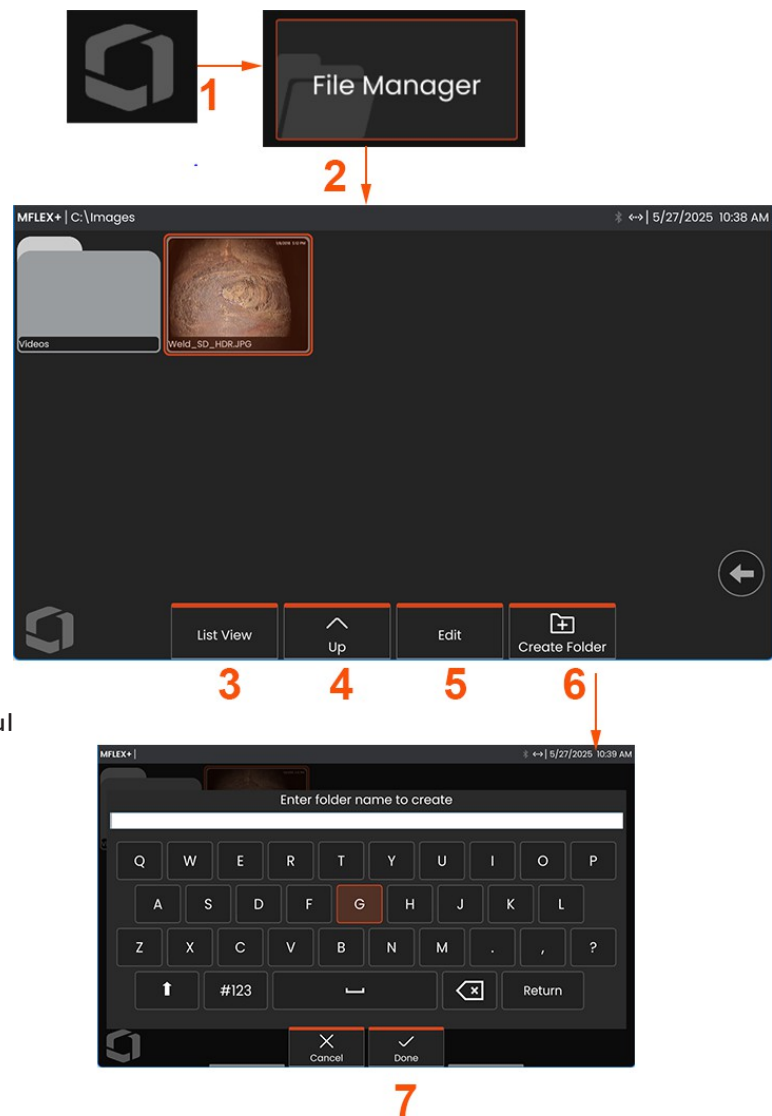 1
File Manager
2
MFLEX+ | C:\Images
5/27/2025 10:38 AM
Videos
Weld_SD_HDR.JPG
List View
Up
Edit
Create Folder
3 4 5 6
ul
MFLEX+ |
5/27/2025 10:39 AM
Enter folder name to create
Q W E R T Y U I O P
A S D F G H J K L
Z X C V B N M . , ?
#123
Return
Cancel
Done
7